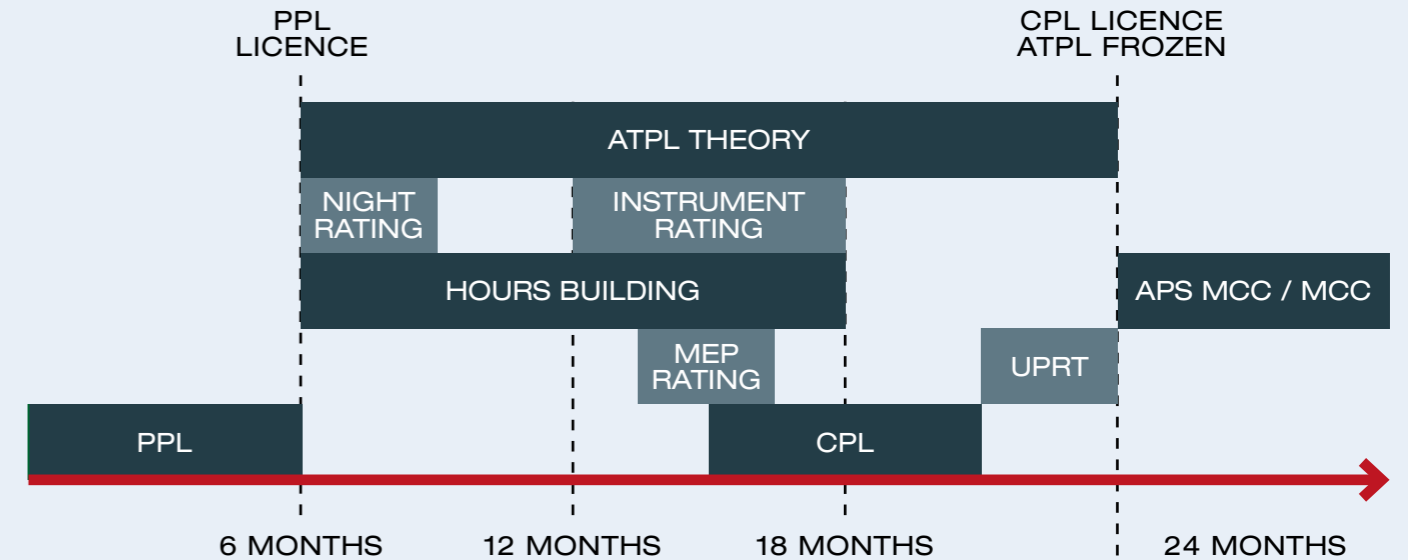 PPL
LICENCE
CPL LICENCE
ATPL FROZEN
ATPL THEORY
NIGHT
RATING
INSTRUMENT
RATING
HOURS BUILDING
APS MCC / MCC
MEP
RATING
UPRT
PPL
CPL
6 MONTHS
12 MONTHS
18 MONTHS
24 MONTHS